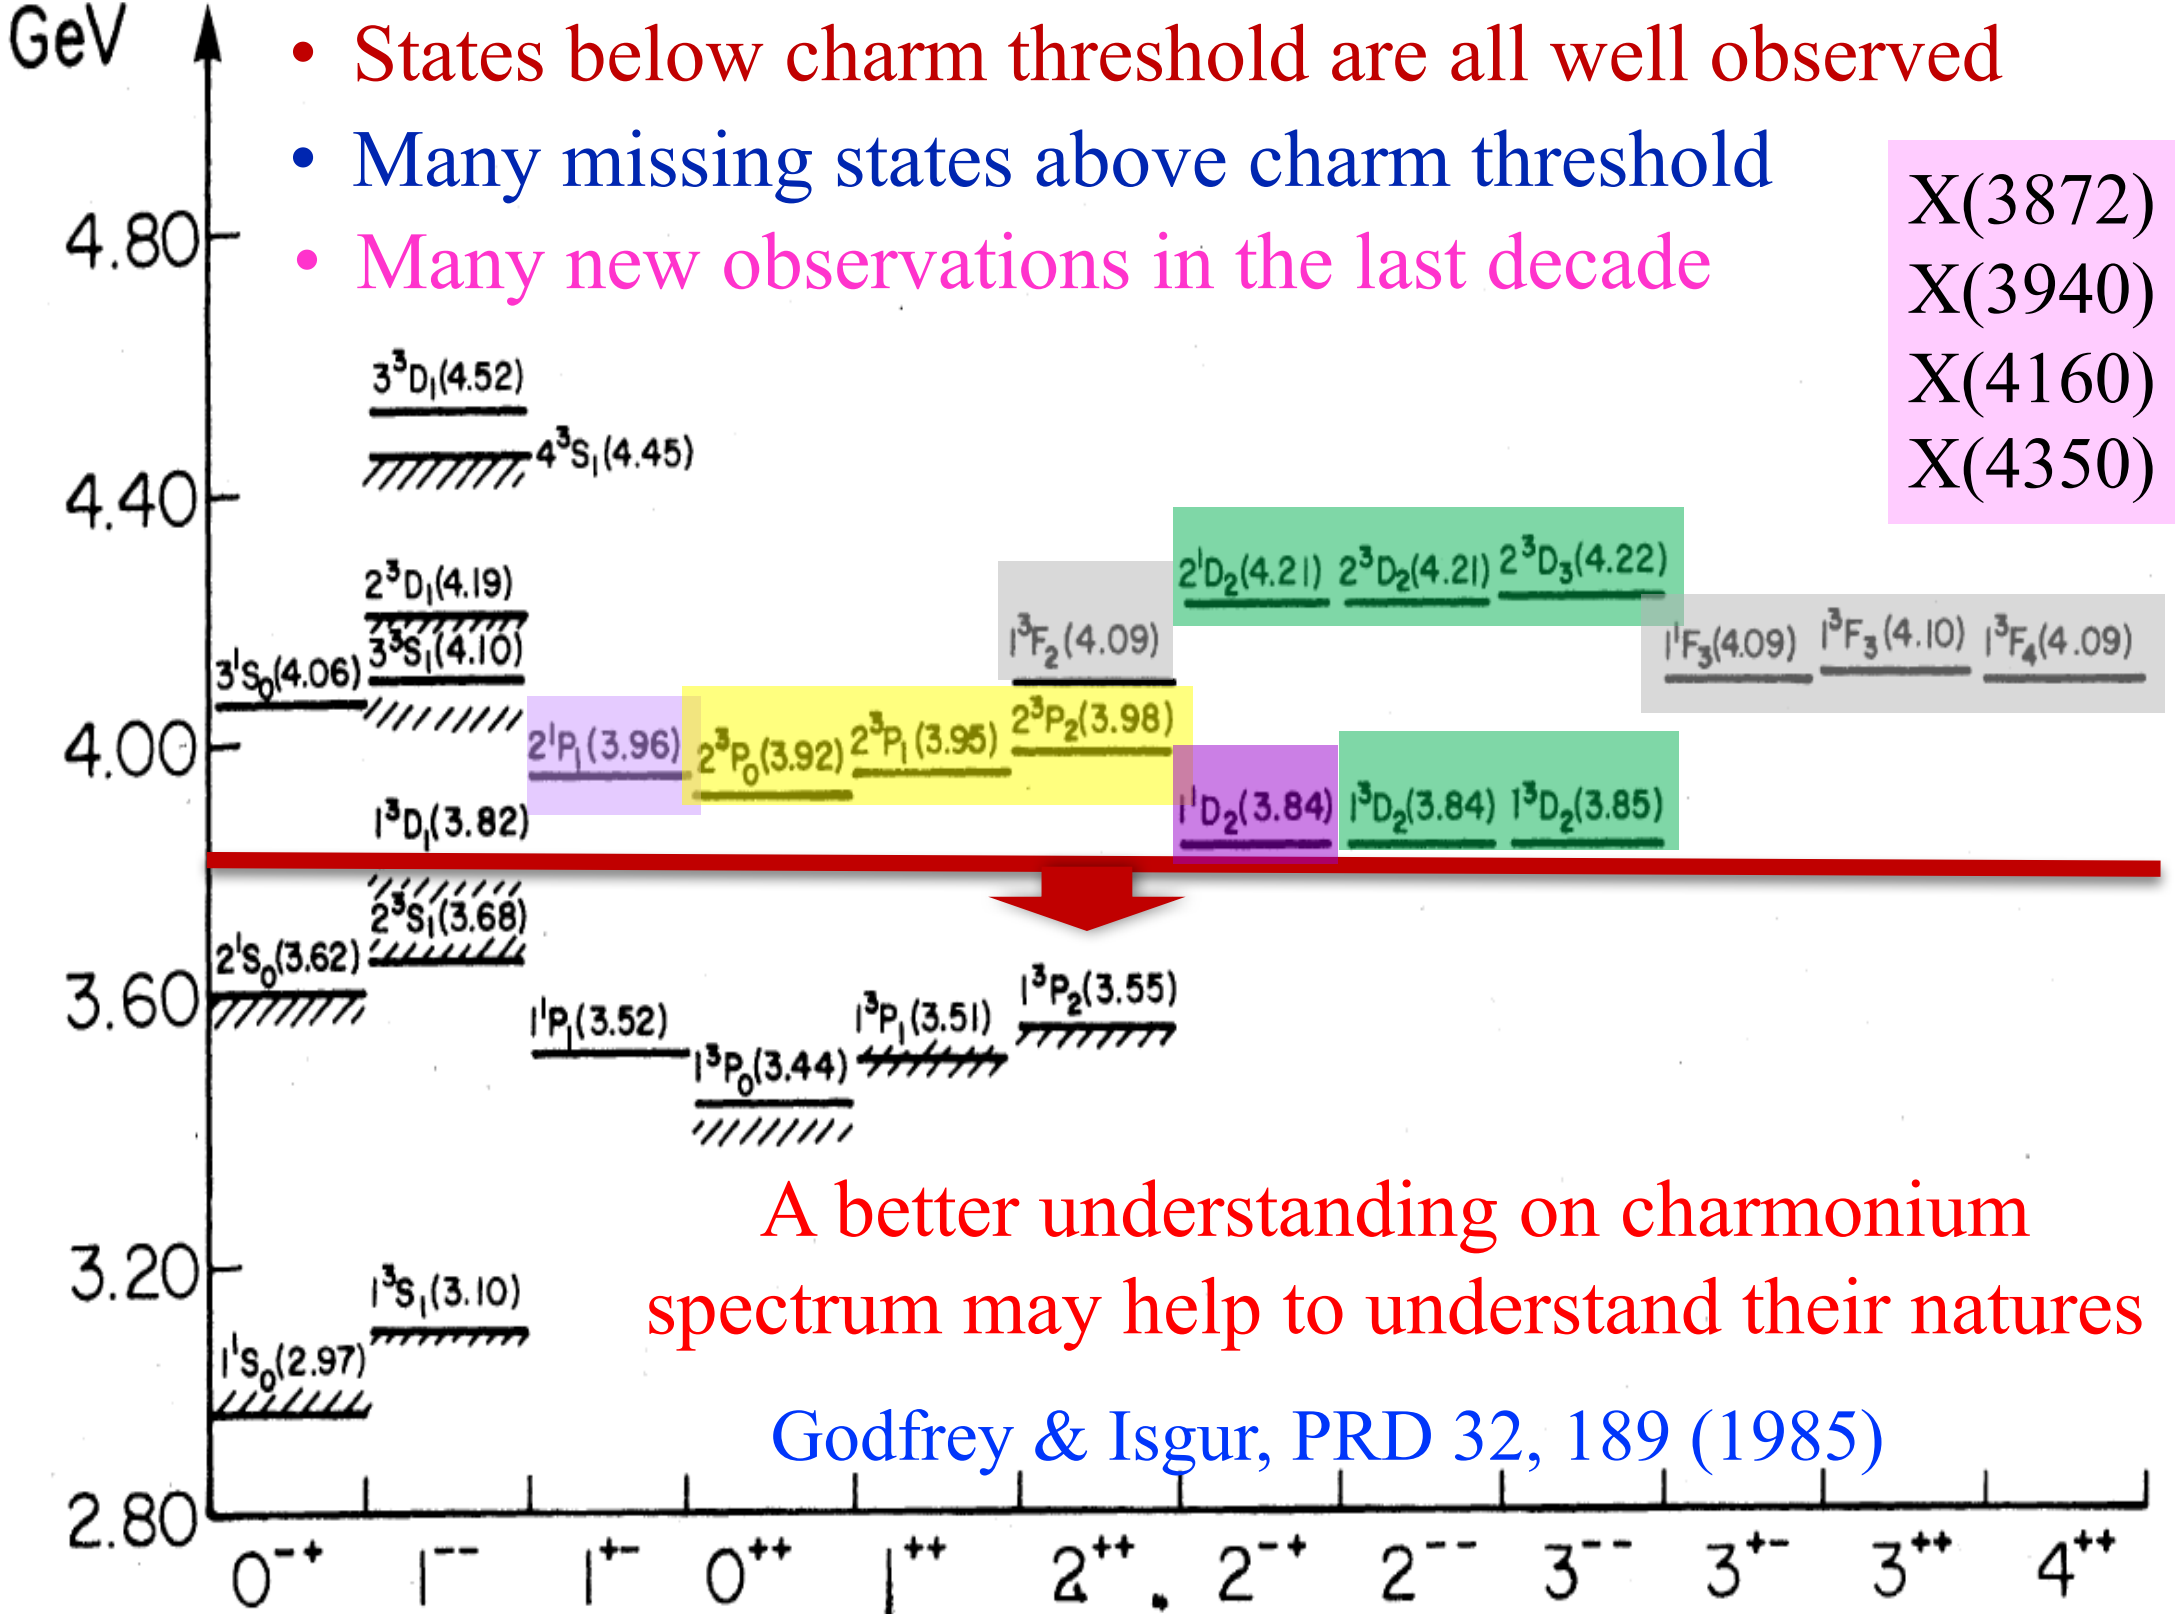 GeV
• States below charm threshold are all well observed
• Many missing states above charm threshold
• Many new observations in the last decade
X(3872)
X(3940)
X(4160)
X(4350)
4.80
4.40
4.00
3.60
3.20
2.80
3³D₁(4.52)
4³S₁(4.45)
2³D₁(4.19)
3³S₁(4.10)
3¹S₀(4.06)
1³F₂(4.09)
2¹D₂(4.21) 2³D₂(4.21) 2³D₃(4.22)
1¹F₃(4.09) 1³F₃(4.10) 1³F₄(4.09)
2¹P₁(3.96) 2³P₀(3.92) 2³P₁(3.95) 2³P₂(3.98)
1³D₁(3.82)
1¹D₂(3.84) 1³D₂(3.84) 1³D₂(3.85)
2³S₁(3.68)
2¹S₀(3.62)
1¹P₁(3.52) 1³P₀(3.44) 1³P₁(3.51) 1³P₂(3.55)
1³S₁(3.10)
1¹S₀(2.97)
A better understanding on charmonium
spectrum may help to understand their natures
Godfrey & Isgur, PRD 32, 189 (1985)
0⁻⁺ 1⁻⁻ 1⁺⁻ 0⁺⁺ 1⁺⁺ 2⁺⁺ 2⁻⁺ 2⁻⁻ 3⁻⁻ 3⁺⁻ 3⁺⁺ 4⁺⁺